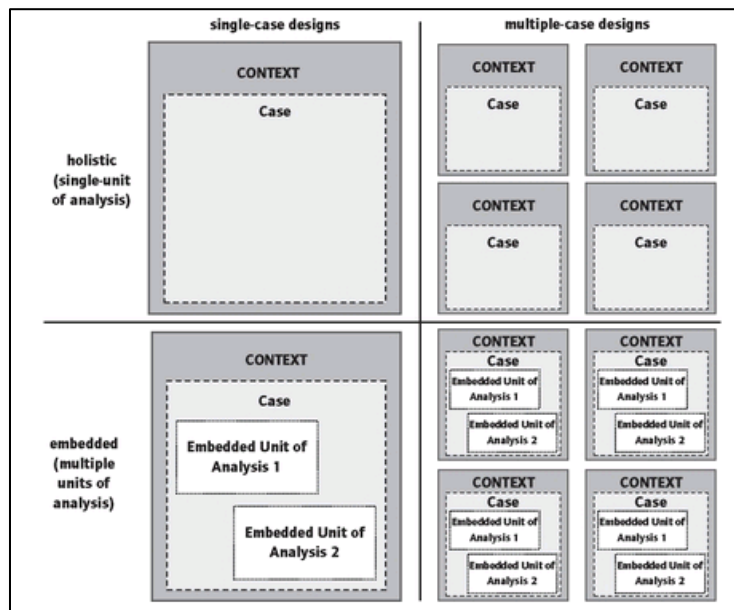 single-case designs
multiple-case designs
holistic
(single-unit
of analysis)
CONTEXT
Case
CONTEXT
Case
CONTEXT
Case
CONTEXT
Case
CONTEXT
Case
embedded
(multiple
units of
analysis)
CONTEXT
Case
Embedded Unit of
Analysis 1
Embedded Unit of
Analysis 2
CONTEXT
Case
Embedded Unit of
Analysis 1
Embedded Unit of
Analysis 2
CONTEXT
Case
Embedded Unit of
Analysis 1
Embedded Unit of
Analysis 2
CONTEXT
Case
Embedded Unit of
Analysis 1
Embedded Unit of
Analysis 2
CONTEXT
Case
Embedded Unit of
Analysis 1
Embedded Unit of
Analysis 2